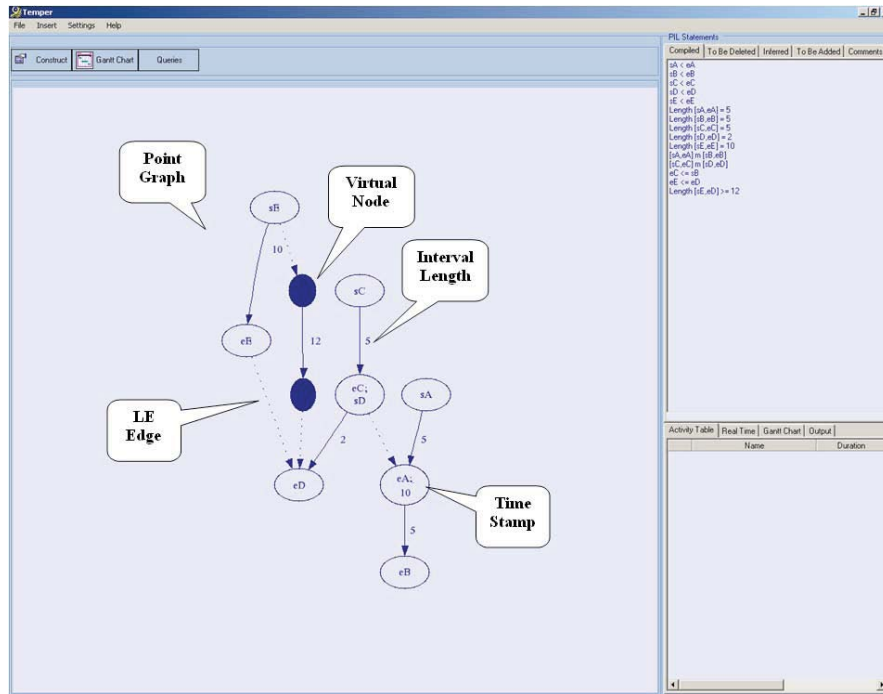 Temper
File Insert Settings Help
Construct
Gantt Chart
Queries
Point
Graph
Virtual
Node
sE
10
Interval
Length
sC
eB
12
5
LE
Edge
eC;
sD
sA
2
5
eD
eA;
10
Time
Stamp
5
eB
PIL Statements
Compiled To Be Deleted Inferred To Be Added Comments
sA < eA
sB < eB
sC < eC
sD < eD
sE < eE
Length [sA,eA] = 5
Length [sB,eB] = 5
Length [sC,eC] = 5
Length [sD,eD] = 2
Length [sE,eE] = 10
[sA,eA] m [sB,eB]
[sC,eC] m [sD,eD]
eC <= sB
eE <= eD
Length [sE,eD] >= 12
Activity Table Real Time Gantt Chart Output
Name Duration